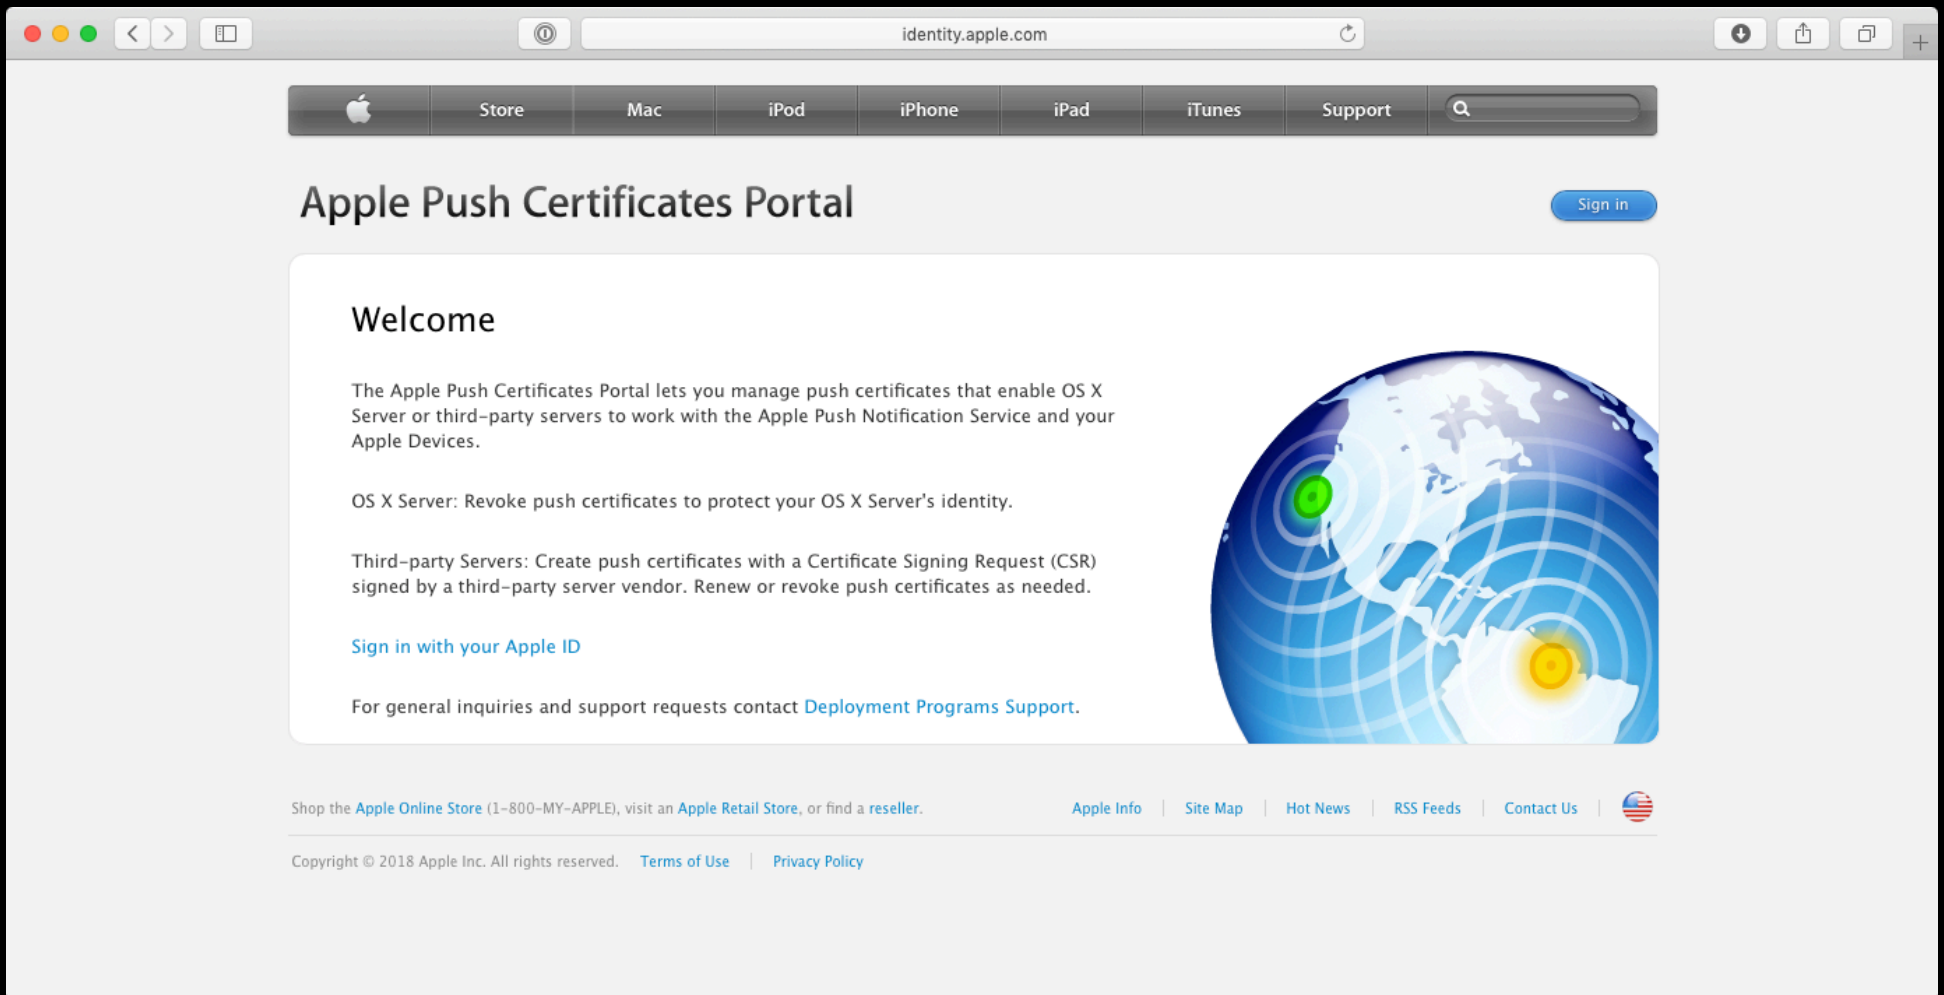 identity.apple.com
Store Mac iPod iPhone iPad iTunes Support
Apple Push Certificates Portal
Sign in
Welcome
The Apple Push Certificates Portal lets you manage push certificates that enable OS X
Server or third-party servers to work with the Apple Push Notification Service and your
Apple Devices.
OS X Server: Revoke push certificates to protect your OS X Server's identity.
Third-party Servers: Create push certificates with a Certificate Signing Request (CSR)
signed by a third-party server vendor. Renew or revoke push certificates as needed.
Sign in with your Apple ID
For general inquiries and support requests contact Deployment Programs Support.
Shop the Apple Online Store (1-800-MY-APPLE), visit an Apple Retail Store, or find a reseller.
Apple Info | Site Map | Hot News | RSS Feeds | Contact Us |
Copyright © 2018 Apple Inc. All rights reserved. Terms of Use | Privacy Policy